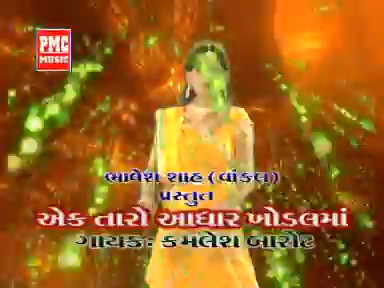 PMC
MUSIC
ભાવેશ શાહ (વાંકલ)
પ્રસ્તુત
એક તારો આધાર ખોડલમાં
ગાયક: કમલેશ બારોટ